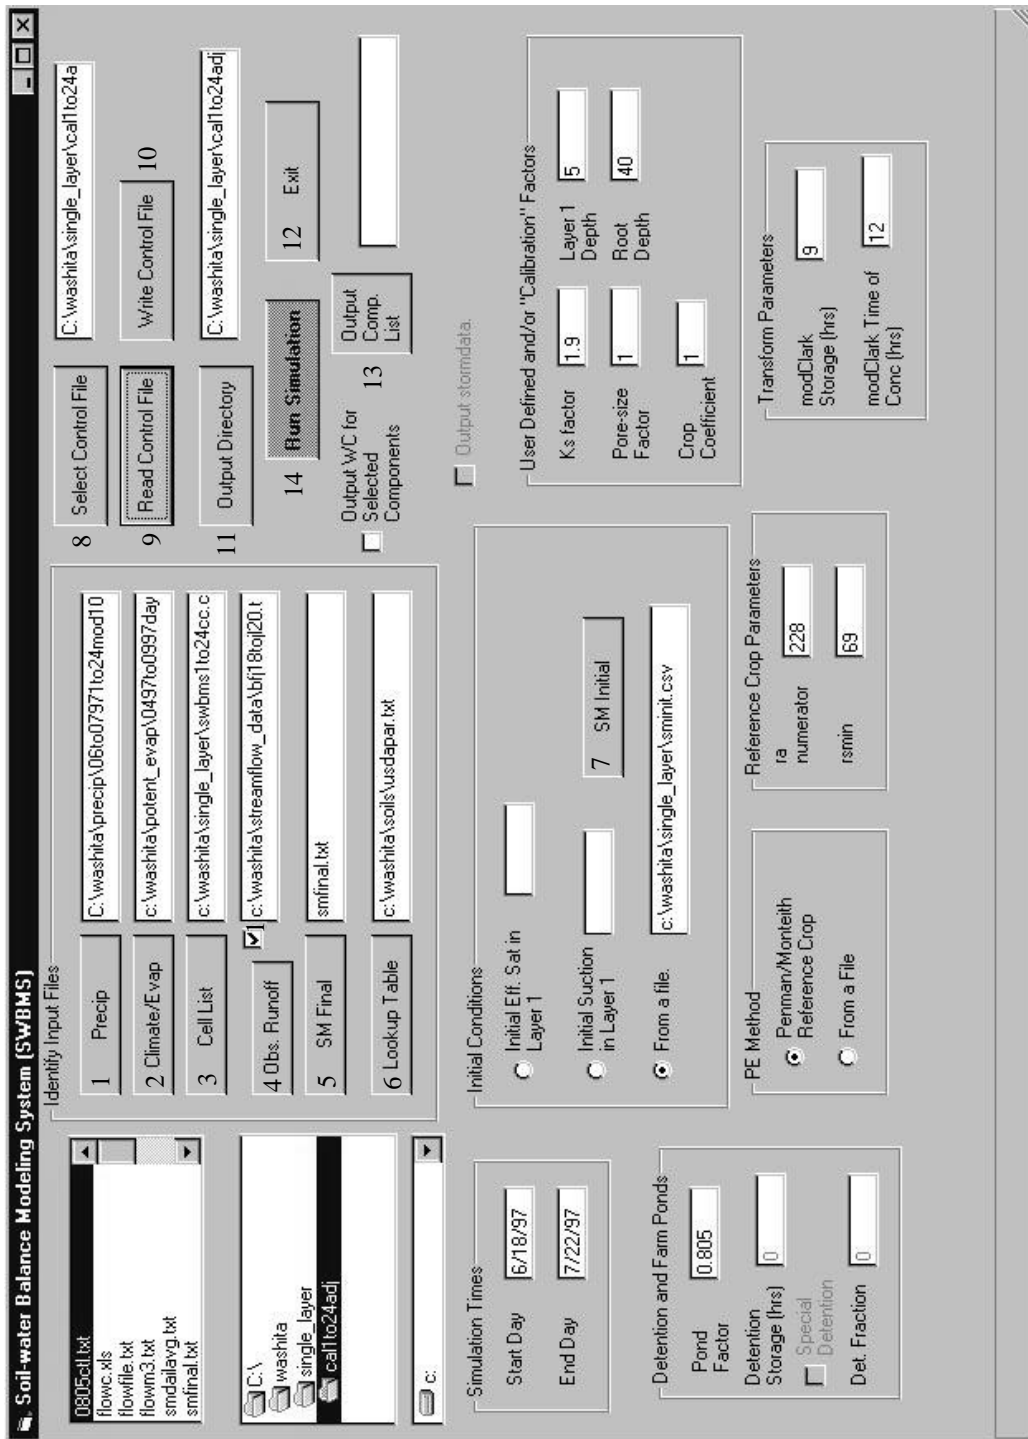 Soil-water Balance Modeling System (SWBMS)
0805ctl.txt
flowc.xls
flowfile.txt
flowm3.txt
smdailavg.txt
smfinal.txt
C:\
washita
single_layer
cal1to24adj
c:
Identify Input Files
1 Precip
C:\washita\precip\06to07971to24mod10
2 Climate/Evap
c:\washita\potent_evap\0497to0997day
3 Cell List
c:\washita\single_layer\swbms1to24cc.c
4 Obs. Runoff
c:\washita\streamflow_data\bfj18tojl20.t
5 SM Final
smfinal.txt
6 Lookup Table
c:\washita\soils\usdapar.txt
8 Select Control File
C:\washita\single_layer\cal1to24a
9 Read Control File
Write Control File 10
11 Output Directory
C:\washita\single_layer\cal1to24adj
14 Run Simulation
12 Exit
Output WC for
Selected
Components
13
Output
Comp.
List
Output stormdata.
Simulation Times
Start Day 6/18/97
End Day 7/22/97
Initial Conditions
Initial Eff. Sat in
Layer 1
Initial Suction
in Layer 1
7 SM Initial
From a file.
c:\washita\single_layer\sminit.csv
User Defined and/or "Calibration" Factors
Ks factor 1.9
Layer 1
Depth
5
Pore-size
Factor
1
Root
Depth
40
Crop
Coefficient
1
Detention and Farm Ponds
Pond
Factor
0.805
Detention
Storage (hrs)
0
Special
Detention
Det. Fraction 0
PE Method
Penman/Monteith
Reference Crop
From a File
Reference Crop Parameters
ra
numerator
228
rsmin 69
Transform Parameters
modClark
Storage (hrs)
9
modClark Time of
Conc (hrs)
12